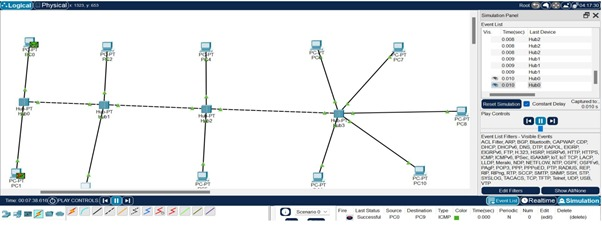 Logical Physical x: 1025, y: 653 Root 04:17:30
Simulation Panel
Event List
Vis. Time(sec) Last Device
0.008 Hub2
0.008 Hub2
0.008 Hub2
0.009 Hub1
0.009 Hub1
0.009 Hub1
0.010 Hub0
0.010 Hub0
Reset Simulation Constant Delay Captured to:
0.010 s
Play Controls
Event List Filters - Visible Events
ACL Filter, ARP, BGP, Bluetooth, CAPWAP, CDP,
DHCP, DHCPv6, DNS, DTP, EAPOL, EIGRP,
EIGRPv6, FTP, H.323, HSRP, HSRPv6, HTTP, HTTPS,
ICMP, ICMPv6, IPSec, ISAKMP, IoT, IoT TCP, LACP,
LLDP, Meraki, NDP, NETFLOW, NTP, OSPF, OSPFv6,
PAgP, POP3, PPP, PPPoED, PTP, RADIUS, REP,
RIP, RIPng, RTP, SCCP, SMTP, SNMP, SSH, STP,
SYSLOG, TACACS, TCP, TFTP, Telnet, UDP, USB,
VTP
Edit Filters Show All/None
PC-PT
PC0
PC-PT
PC-PT
PC4
PC-PT
PC-PT
PC7
Hub-PT
Hub0
Hub-PT
Hub1
Hub-PT
Hub2
Hub-PT
Hub3
PC-PT
PC-PT
PC1
PC-PT
PC-PT
PC-PT
PC10
Time: 00:07:38.016 PLAY CONTROLS: Event List Realtime Simulation
Scenario 0 Fire Last Status Source Destination Type Color Time(sec) Periodic Num Edit Delete
Successful PC0 PC9 ICMP 0.000 N 0 (edit) (delete)